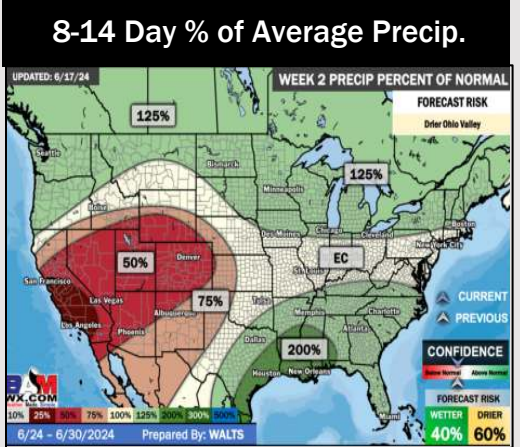 8-14 Day % of Average Precip.
UPDATED: 6/17/24
WEEK 2 PRECIP PERCENT OF NORMAL
FORECAST RISK
Drier Ohio Valley
125%
Seattle
Bismarck
125%
Minneapolis
Boise
Boston
Des Moines
Chicago
Cleveland
New York City
50%
Denver
EC
St. Louis
San Francisco
Las Vegas
75%
CURRENT
Tulsa
Albuquerque
Memphis
Charlotte
PREVIOUS
Los Angeles
Phoenix
Atlanta
Dallas
200%
CONFIDENCE
Houston
New Orleans
Below Normal
Above Normal
BAM
WX.COM
FORECAST RISK
Miami
10% 25% 50% 75% 100% 125% 200% 300% 500%
WETTER
DRIER
40%
60%
6/24 – 6/30/2024
Prepared By: WALTS